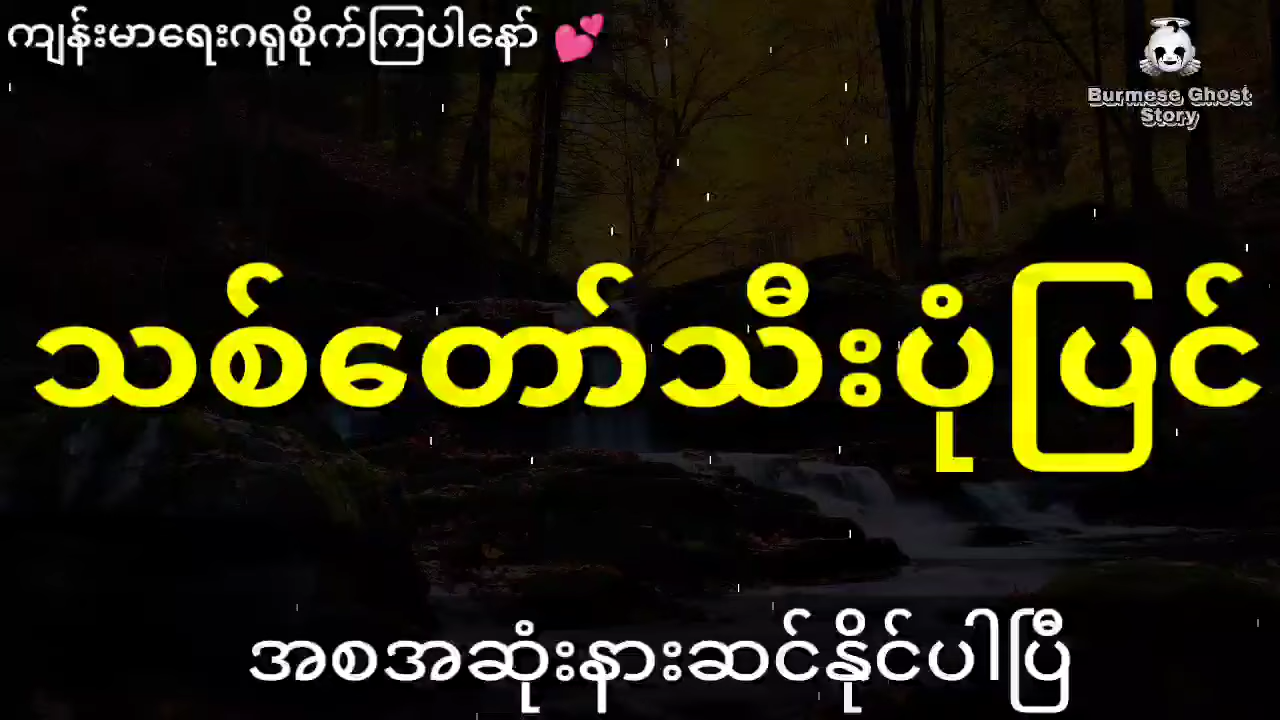 ကျန်းမာရေးဂရုစိုက်ကြပါနော် 💕
Burmese Ghost
Story
သစ်တော်သီးပုံပြင်
အစအဆုံးနားဆင်နိုင်ပါပြီ